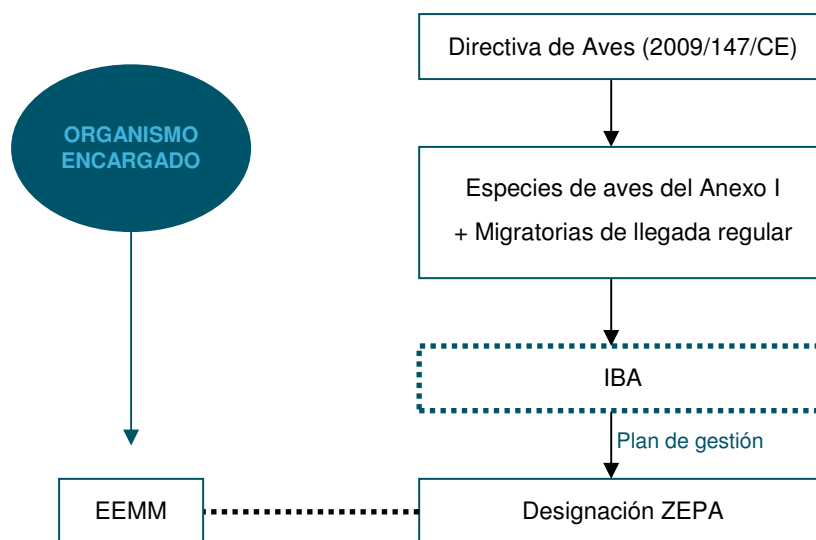 Directiva de Aves (2009/147/CE)
ORGANISMO
ENCARGADO
Especies de aves del Anexo I
+ Migratorias de llegada regular
IBA
Plan de gestión
EEMM
Designación ZEPA